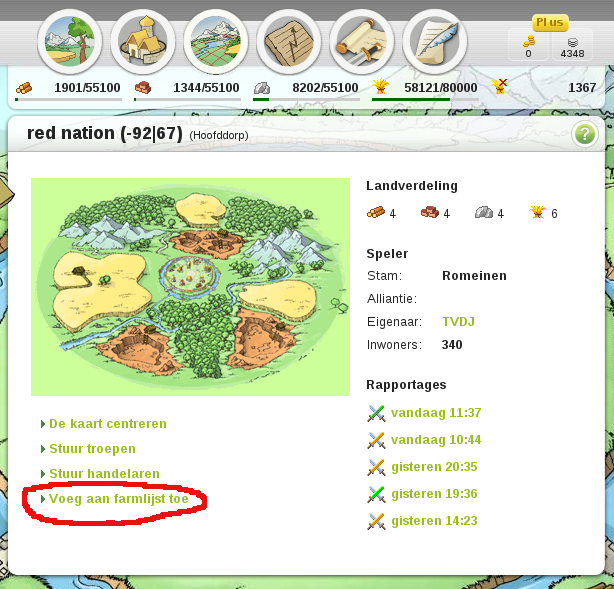 Plus
0
4348
1901/55100
1344/55100
8202/55100
58121/80000
1367
red nation (-92|67) (Hoofddorp)
?
Landverdeling
4 4 4 6
Speler
Stam: Romeinen
Alliantie:
Eigenaar: TVDJ
Inwoners: 340
Rapportages
vandaag 11:37
vandaag 10:44
gisteren 20:35
gisteren 19:36
gisteren 14:23
De kaart centreren
Stuur troepen
Stuur handelaren
Voeg aan farmlijst toe